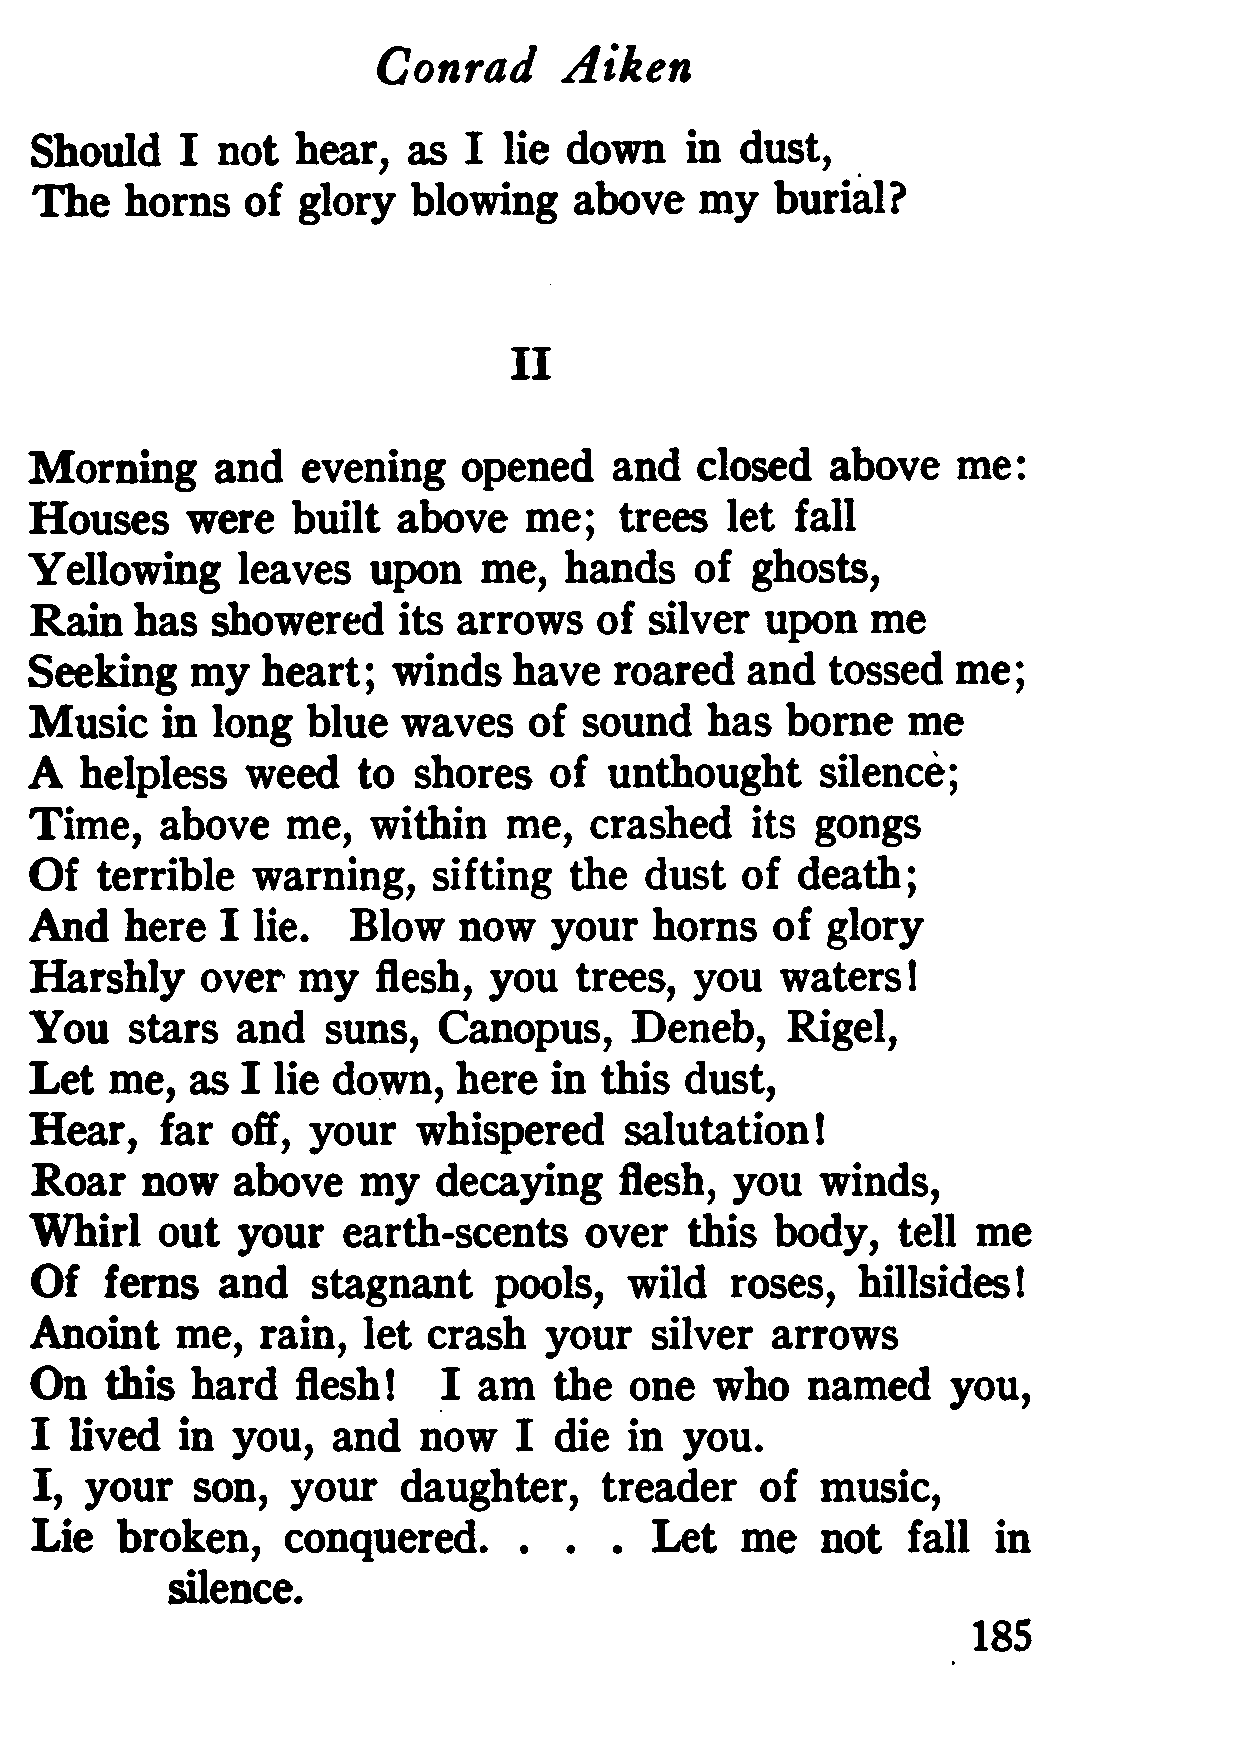 Conrad Aiken
Should I not hear, as I lie down in dust,
The horns of glory blowing above my burial?
II
Morning and evening opened and closed above me:
Houses were built above me; trees let fall
Yellowing leaves upon me, hands of ghosts,
Rain has showered its arrows of silver upon me
Seeking my heart; winds have roared and tossed me;
Music in long blue waves of sound has borne me
A helpless weed to shores of unthought silence;
Time, above me, within me, crashed its gongs
Of terrible warning, sifting the dust of death;
And here I lie. Blow now your horns of glory
Harshly over my flesh, you trees, you waters!
You stars and suns, Canopus, Deneb, Rigel,
Let me, as I lie down, here in this dust,
Hear, far off, your whispered salutation!
Roar now above my decaying flesh, you winds,
Whirl out your earth-scents over this body, tell me
Of ferns and stagnant pools, wild roses, hillsides!
Anoint me, rain, let crash your silver arrows
On this hard flesh! I am the one who named you,
I lived in you, and now I die in you.
I, your son, your daughter, treader of music,
Lie broken, conquered. . . . Let me not fall in
silence.
185